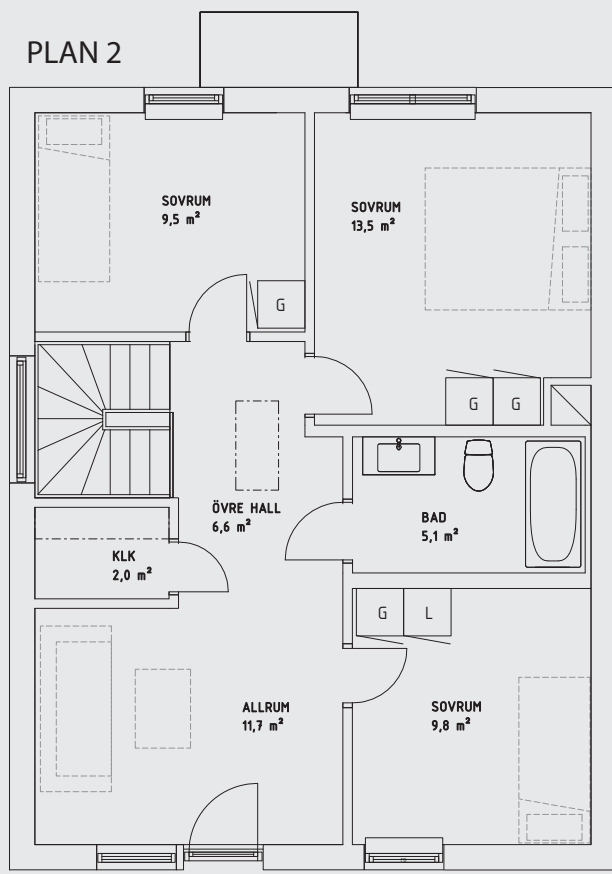 PLAN 2
SOVRUM
9,5 m²
SOVRUM
13,5 m²
G
G
G
ÖVRE HALL
6,6 m²
BAD
5,1 m²
KLK
2,0 m²
G
L
ALLRUM
11,7 m²
SOVRUM
9,8 m²